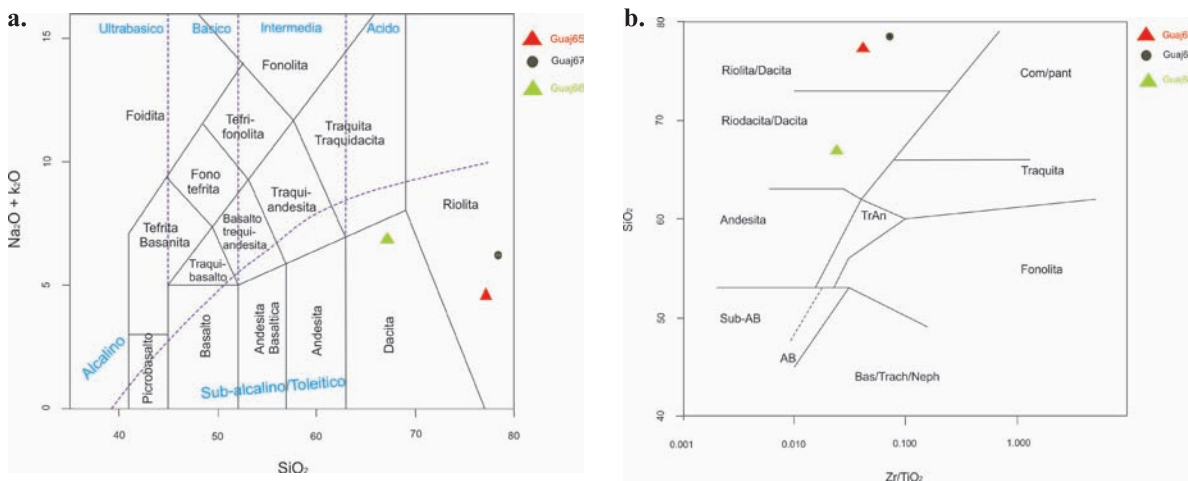 a.
Ultrabasico Basico Intermedia Acido
15
Fonolita
Foidita
Tefri-
fonolita
Traquita
Traquidacita
10
Fono
tefrita
Traqui-
andesita
Riolita
Tefrita
Basanita
Basalto
trequi-
andesita
Traqui-
basalto
5
Na₂O + k₂O
Alcalino
Picrobasalto
Basalto
Andesita
Basaltica
Andesita
Dacita
Sub-alcalino/Toleitico
0
40 50 60 70 80
SiO₂
Guaj65
Guaj67
Guaj68
b.
80
Riolita/Dacita
Com/pant
70
Riodacita/Dacita
Traquita
SiO₂
60
Andesita
TrAn
Fonolita
50
Sub-AB
AB
Bas/Trach/Neph
40
0.001 0.010 0.100 1.000
Zr/TiO₂
Guaj6
Guaj6